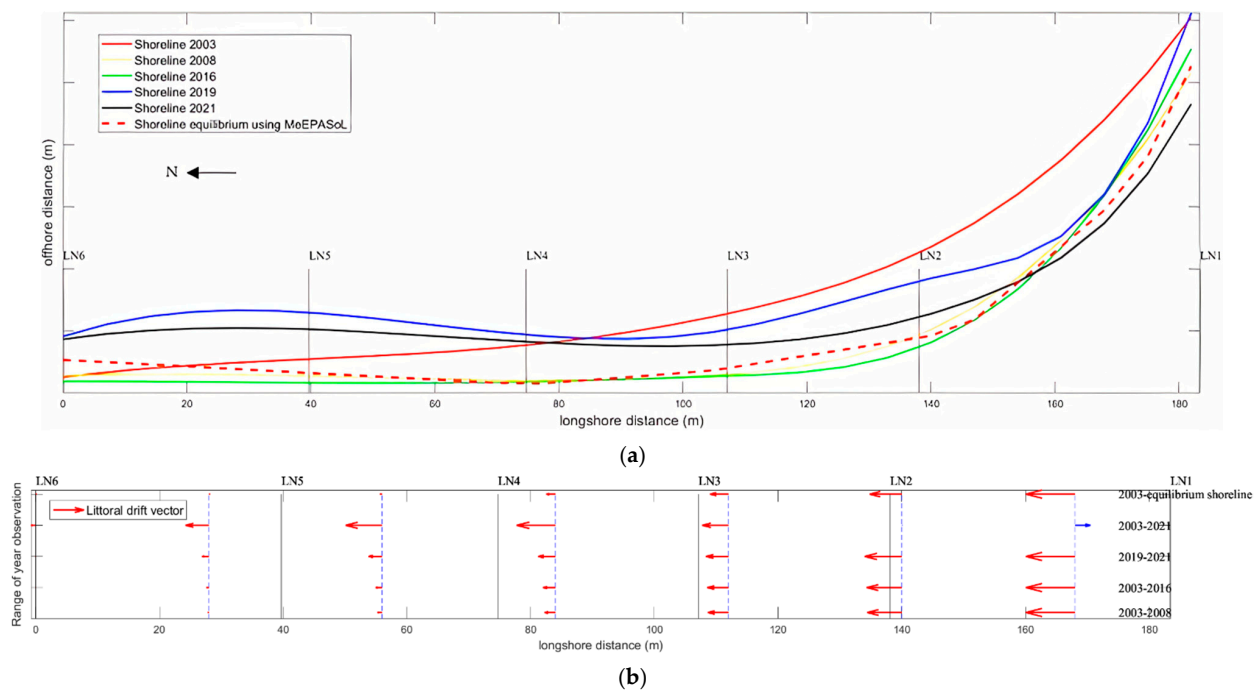 Shoreline 2003
Shoreline 2008
Shoreline 2016
Shoreline 2019
Shoreline 2021
Shoreline equilibrium using MeEPASoL
N
offhore distance (m)
LN6 LN5 LN4 LN3 LN2 LN1
0 20 40 60 80 100 120 140 160 180
longshore distance (m)
(a)
LN6 LN5 LN4 LN3 LN2 LN1
Range of year observation
Littoral drift vector
2003-equilibrium shoreline
2003-2021
2019-2021
2003-2016
2003-2008
0 20 40 60 80 100 120 140 160 180
longshore distance (m)
(b)